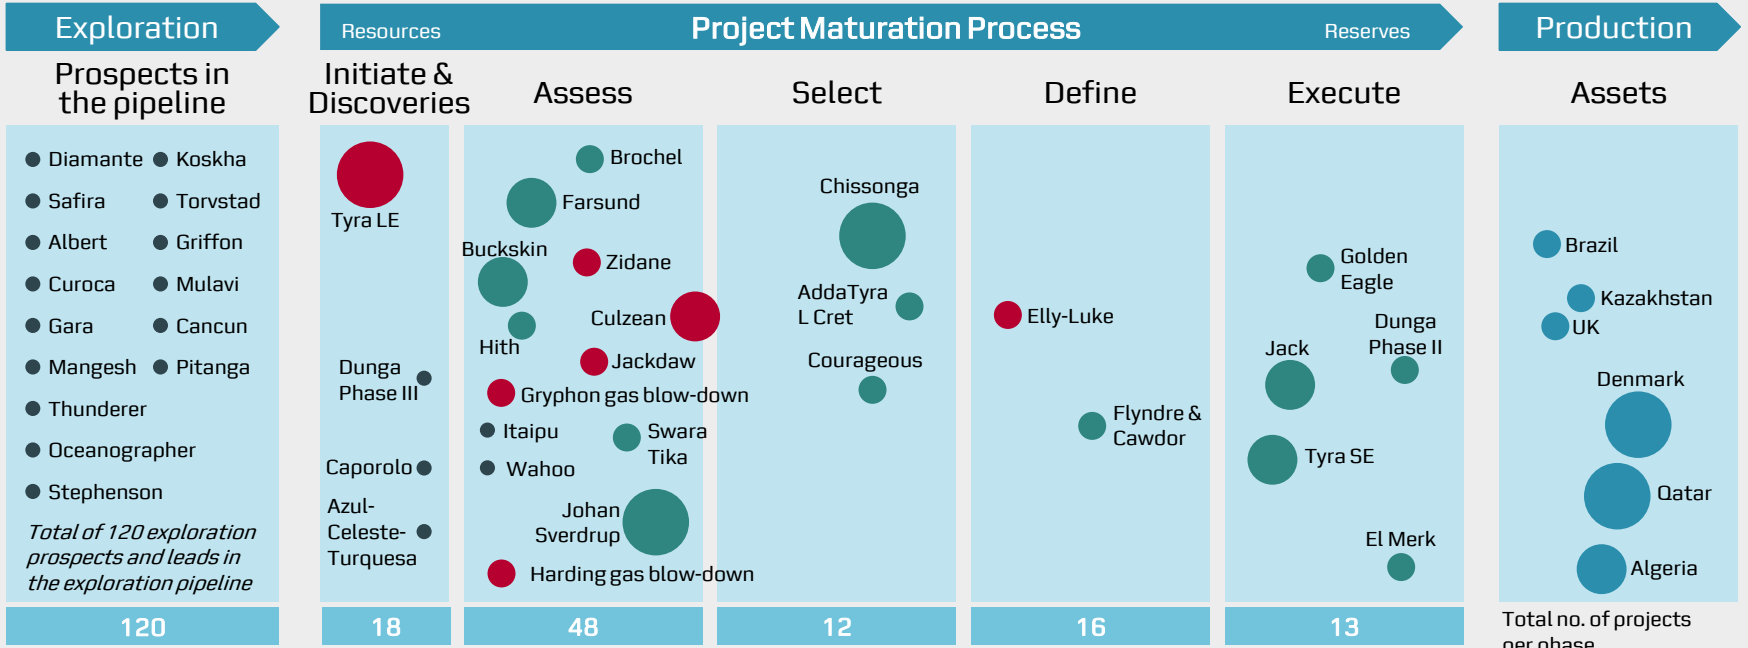 Exploration
Resources
Project Maturation Process
Reserves
Production
Prospects in
the pipeline
Initiate &
Discoveries
Assess
Select
Define
Execute
Assets
Diamante
Koskha
Safira
Torvstad
Albert
Griffon
Curoca
Mulavi
Gara
Cancun
Mangesh
Pitanga
Thunderer
Oceanographer
Stephenson
Total of 120 exploration
prospects and leads in
the exploration pipeline
Tyra LE
Dunga
Phase III
Caporolo
Azul-
Celeste-
Turquesa
Brochel
Farsund
Buckskin
Zidane
Culzean
Hith
Jackdaw
Gryphon gas blow-down
Itaipu
Swara
Tika
Wahoo
Johan
Sverdrup
Harding gas blow-down
Chissonga
AddaTyra
L Cret
Courageous
Elly-Luke
Flyndre &
Cawdor
Golden
Eagle
Dunga
Phase II
Jack
Tyra SE
El Merk
Brazil
Kazakhstan
UK
Denmark
Qatar
Algeria
120
18
48
12
16
13
Total no. of projects
per phase